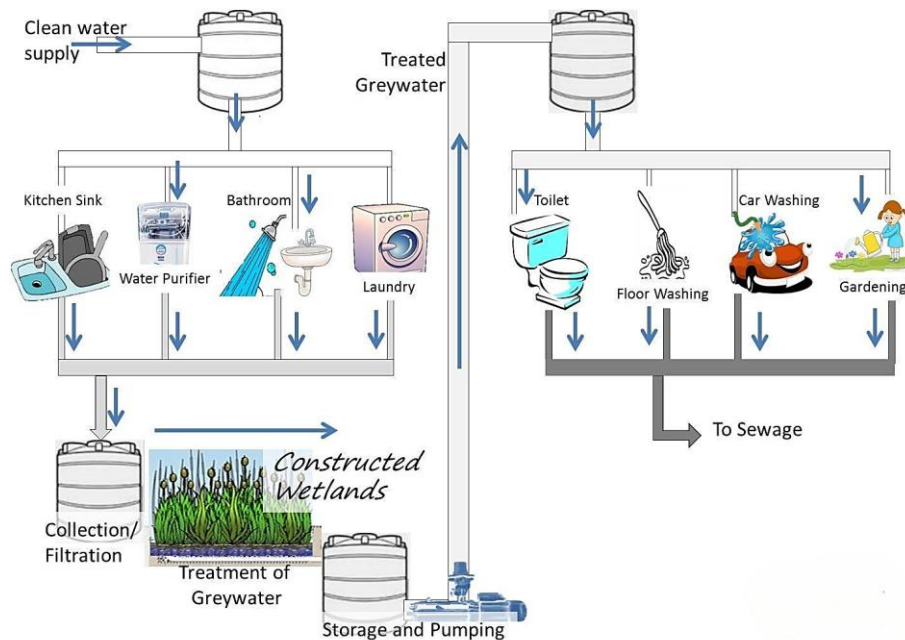 Clean water
supply
Treated
Greywater
Kitchen Sink
Water Purifier
Bathroom
Laundry
Toilet
Floor Washing
Car Washing
Gardening
To Sewage
Collection/
Filtration
Constructed
Wetlands
Treatment of
Greywater
Storage and Pumping